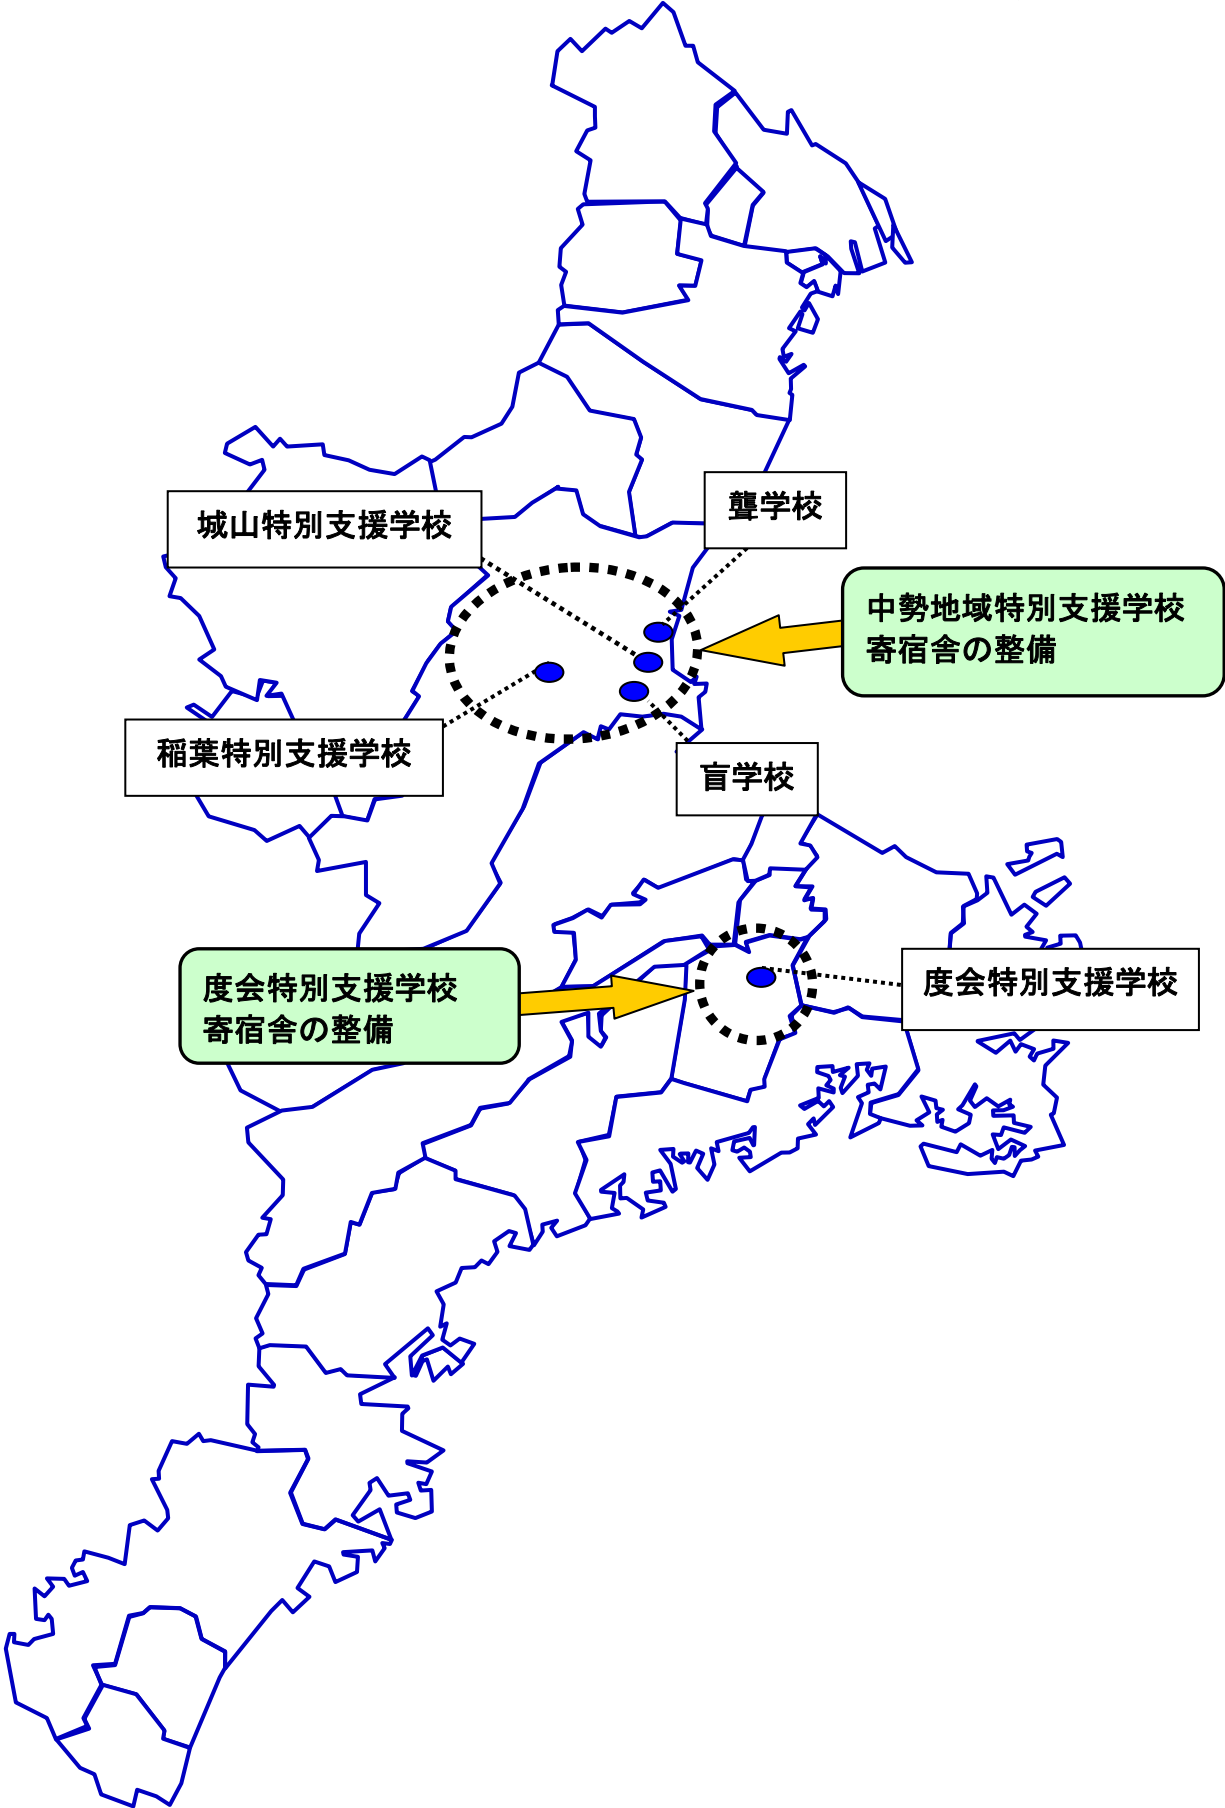 聾学校
城山特別支援学校
中勢地域特別支援学校
寄宿舎の整備
稲葉特別支援学校
盲学校
度会特別支援学校
寄宿舎の整備
度会特別支援学校